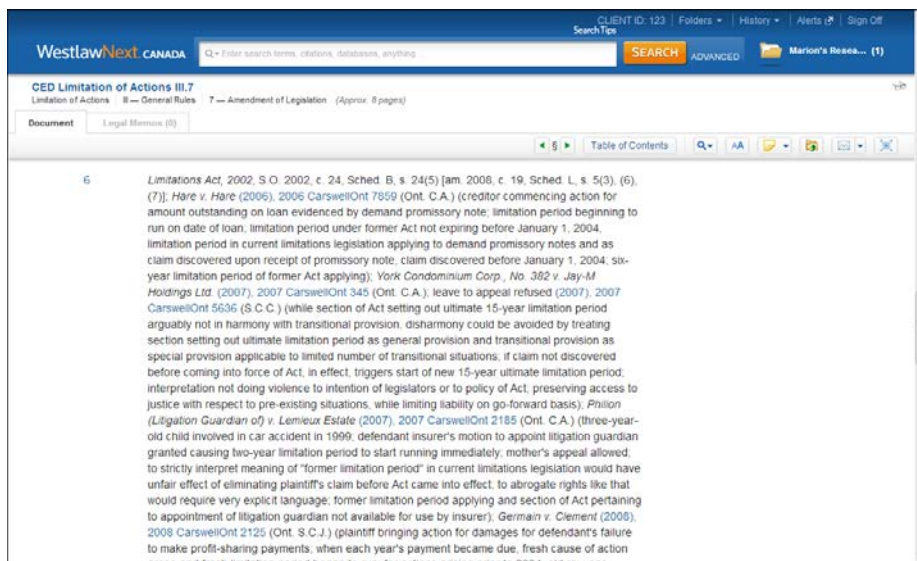 CLIENT ID: 123 Folders History Alerts Sign Off
Search Tips
WestlawNext. CANADA Enter search terms, citations, databases, anything SEARCH ADVANCED Marion's Resea... (1)
CED Limitation of Actions III.7
Limitation of Actions II — General Rules 7 — Amendment of Legislation (Approx. 8 pages)
Document Legal Memos (0)
§ Table of Contents AA
6 Limitations Act, 2002, S.O. 2002, c. 24, Sched. B, s. 24(5) [am. 2008, c. 19, Sched. L, s. 5(3), (6),
(7)]; Hare v. Hare (2006), 2006 CarswellOnt 7859 (Ont. C.A.) (creditor commencing action for
amount outstanding on loan evidenced by demand promissory note; limitation period beginning to
run on date of loan; limitation period under former Act not expiring before January 1, 2004,
limitation period in current limitations legislation applying to demand promissory notes and as
claim discovered upon receipt of promissory note, claim discovered before January 1, 2004; six-
year limitation period of former Act applying); York Condominium Corp., No. 382 v. Jay-M
Holdings Ltd. (2007), 2007 CarswellOnt 345 (Ont. C.A.); leave to appeal refused (2007), 2007
CarswellOnt 5636 (S.C.C.) (while section of Act setting out ultimate 15-year limitation period
arguably not in harmony with transitional provision, disharmony could be avoided by treating
section setting out ultimate limitation period as general provision and transitional provision as
special provision applicable to limited number of transitional situations; if claim not discovered
before coming into force of Act, in effect, triggers start of new 15-year ultimate limitation period;
interpretation not doing violence to intention of legislators or to policy of Act; preserving access to
justice with respect to pre-existing situations, while limiting liability on go-forward basis); Philion
(Litigation Guardian of) v. Lemieux Estate (2007), 2007 CarswellOnt 2185 (Ont. C.A.) (three-year-
old child involved in car accident in 1999; defendant insurer's motion to appoint litigation guardian
granted causing two-year limitation period to start running immediately; mother's appeal allowed;
to strictly interpret meaning of "former limitation period" in current limitations legislation would have
unfair effect of eliminating plaintiff's claim before Act came into effect; to abrogate rights like that
would require very explicit language; former limitation period applying and section of Act pertaining
to appointment of litigation guardian not available for use by insurer); Germain v. Clement (2008),
2008 CarswellOnt 2125 (Ont. S.C.J.) (plaintiff bringing action for damages for defendant's failure
to make profit-sharing payments; when each year's payment became due, fresh cause of action